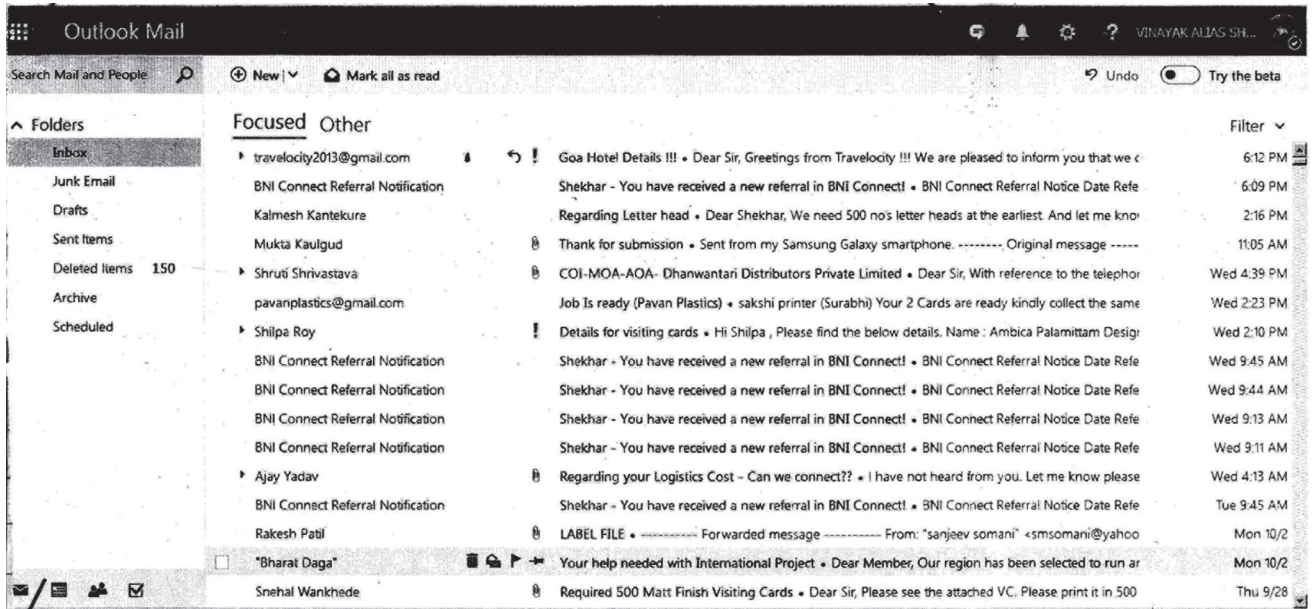 Outlook Mail ? VINAYAK ALIAS SH...
Search Mail and People New Mark all as read Undo Try the beta
Folders Focused Other Filter
Inbox travelocity2013@gmail.com ! Goa Hotel Details !!! • Dear Sir, Greetings from Travelocity !!! We are pleased to inform you that we c 6:12 PM
Junk Email BNI Connect Referral Notification Shekhar - You have received a new referral in BNI Connect! • BNI Connect Referral Notice Date Refe 6:09 PM
Drafts Kalmesh Kantekure Regarding Letter head • Dear Shekhar, We need 500 no's letter heads at the earliest. And let me kno 2:16 PM
Sent Items Mukta Kaulgud Thank for submission • Sent from my Samsung Galaxy smartphone. -------- Original message ----- 11:05 AM
Deleted Items 150 Shruti Shrivastava COI-MOA-AOA- Dhanwantari Distributors Private Limited • Dear Sir, With reference to the telephor Wed 4:39 PM
Archive pavanplastics@gmail.com Job Is ready (Pavan Plastics) • sakshi printer (Surabhi) Your 2 Cards are ready kindly collect the same Wed 2:23 PM
Scheduled Shilpa Roy ! Details for visiting cards • Hi Shilpa , Please find the below details. Name : Ambica Palamittam Desig Wed 2:10 PM
BNI Connect Referral Notification Shekhar - You have received a new referral in BNI Connect! • BNI Connect Referral Notice Date Refe Wed 9:45 AM
BNI Connect Referral Notification Shekhar - You have received a new referral in BNI Connect! • BNI Connect Referral Notice Date Refe Wed 9:44 AM
BNI Connect Referral Notification Shekhar - You have received a new referral in BNI Connect! • BNI Connect Referral Notice Date Refe Wed 9:13 AM
BNI Connect Referral Notification Shekhar - You have received a new referral in BNI Connect! • BNI Connect Referral Notice Date Refe Wed 9:11 AM
Ajay Yadav Regarding your Logistics Cost - Can we connect?? • I have not heard from you. Let me know please Wed 4:13 AM
BNI Connect Referral Notification Shekhar - You have received a new referral in BNI Connect! • BNI Connect Referral Notice Date Refe Tue 9:45 AM
Rakesh Patil LABEL FILE • ---------- Forwarded message ---------- From: "sanjeev somani" <smsomani@yahoo Mon 10/2
"Bharat Daga" Your help needed with International Project • Dear Member, Our region has been selected to run ar Mon 10/2
Snehal Wankhede Required 500 Matt Finish Visiting Cards • Dear Sir, Please see the attached VC. Please print it in 500 Thu 9/28